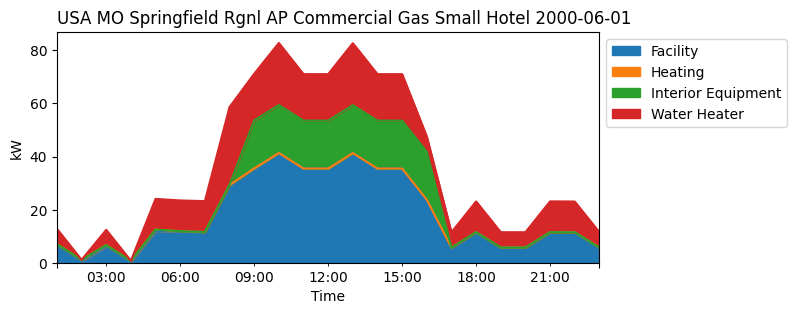 USA MO Springfield Rgnl AP Commercial Gas Small Hotel 2000-06-01
80
60
40
20
0
kW
03:00 06:00 09:00 12:00 15:00 18:00 21:00
Time
Facility
Heating
Interior Equipment
Water Heater